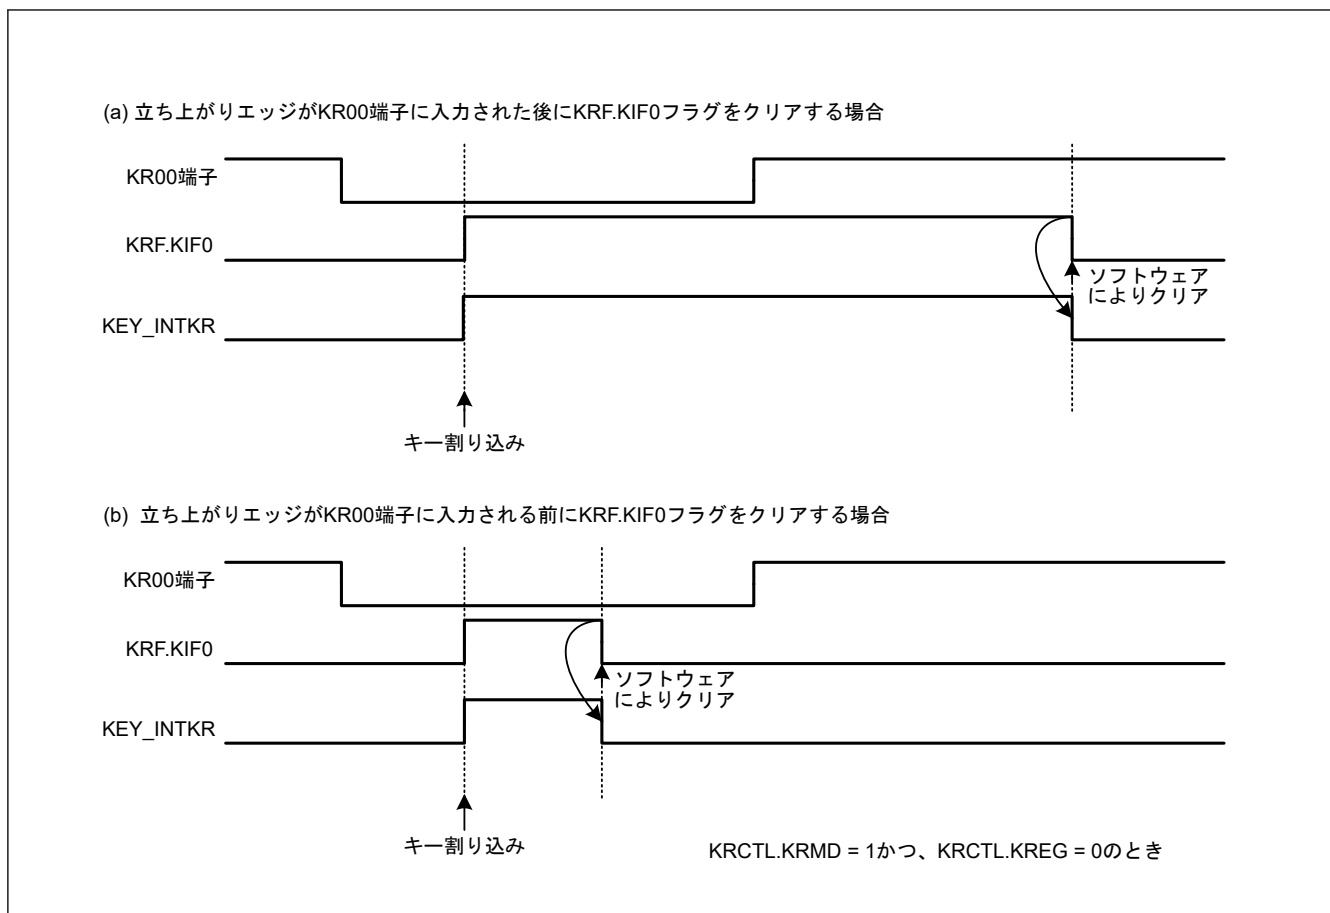 (a) 立ち上がりエッジがKR00端子に入力された後にKRF.KIF0フラグをクリアする場合
KR00端子
KRF.KIF0
ソフトウェア
によりクリア
KEY_INTKR
キー割り込み
(b) 立ち上がりエッジがKR00端子に入力される前にKRF.KIF0フラグをクリアする場合
KR00端子
KRF.KIF0
ソフトウェア
によりクリア
KEY_INTKR
キー割り込み
KRCTL.KRMD = 1かつ、KRCTL.KREG = 0のとき